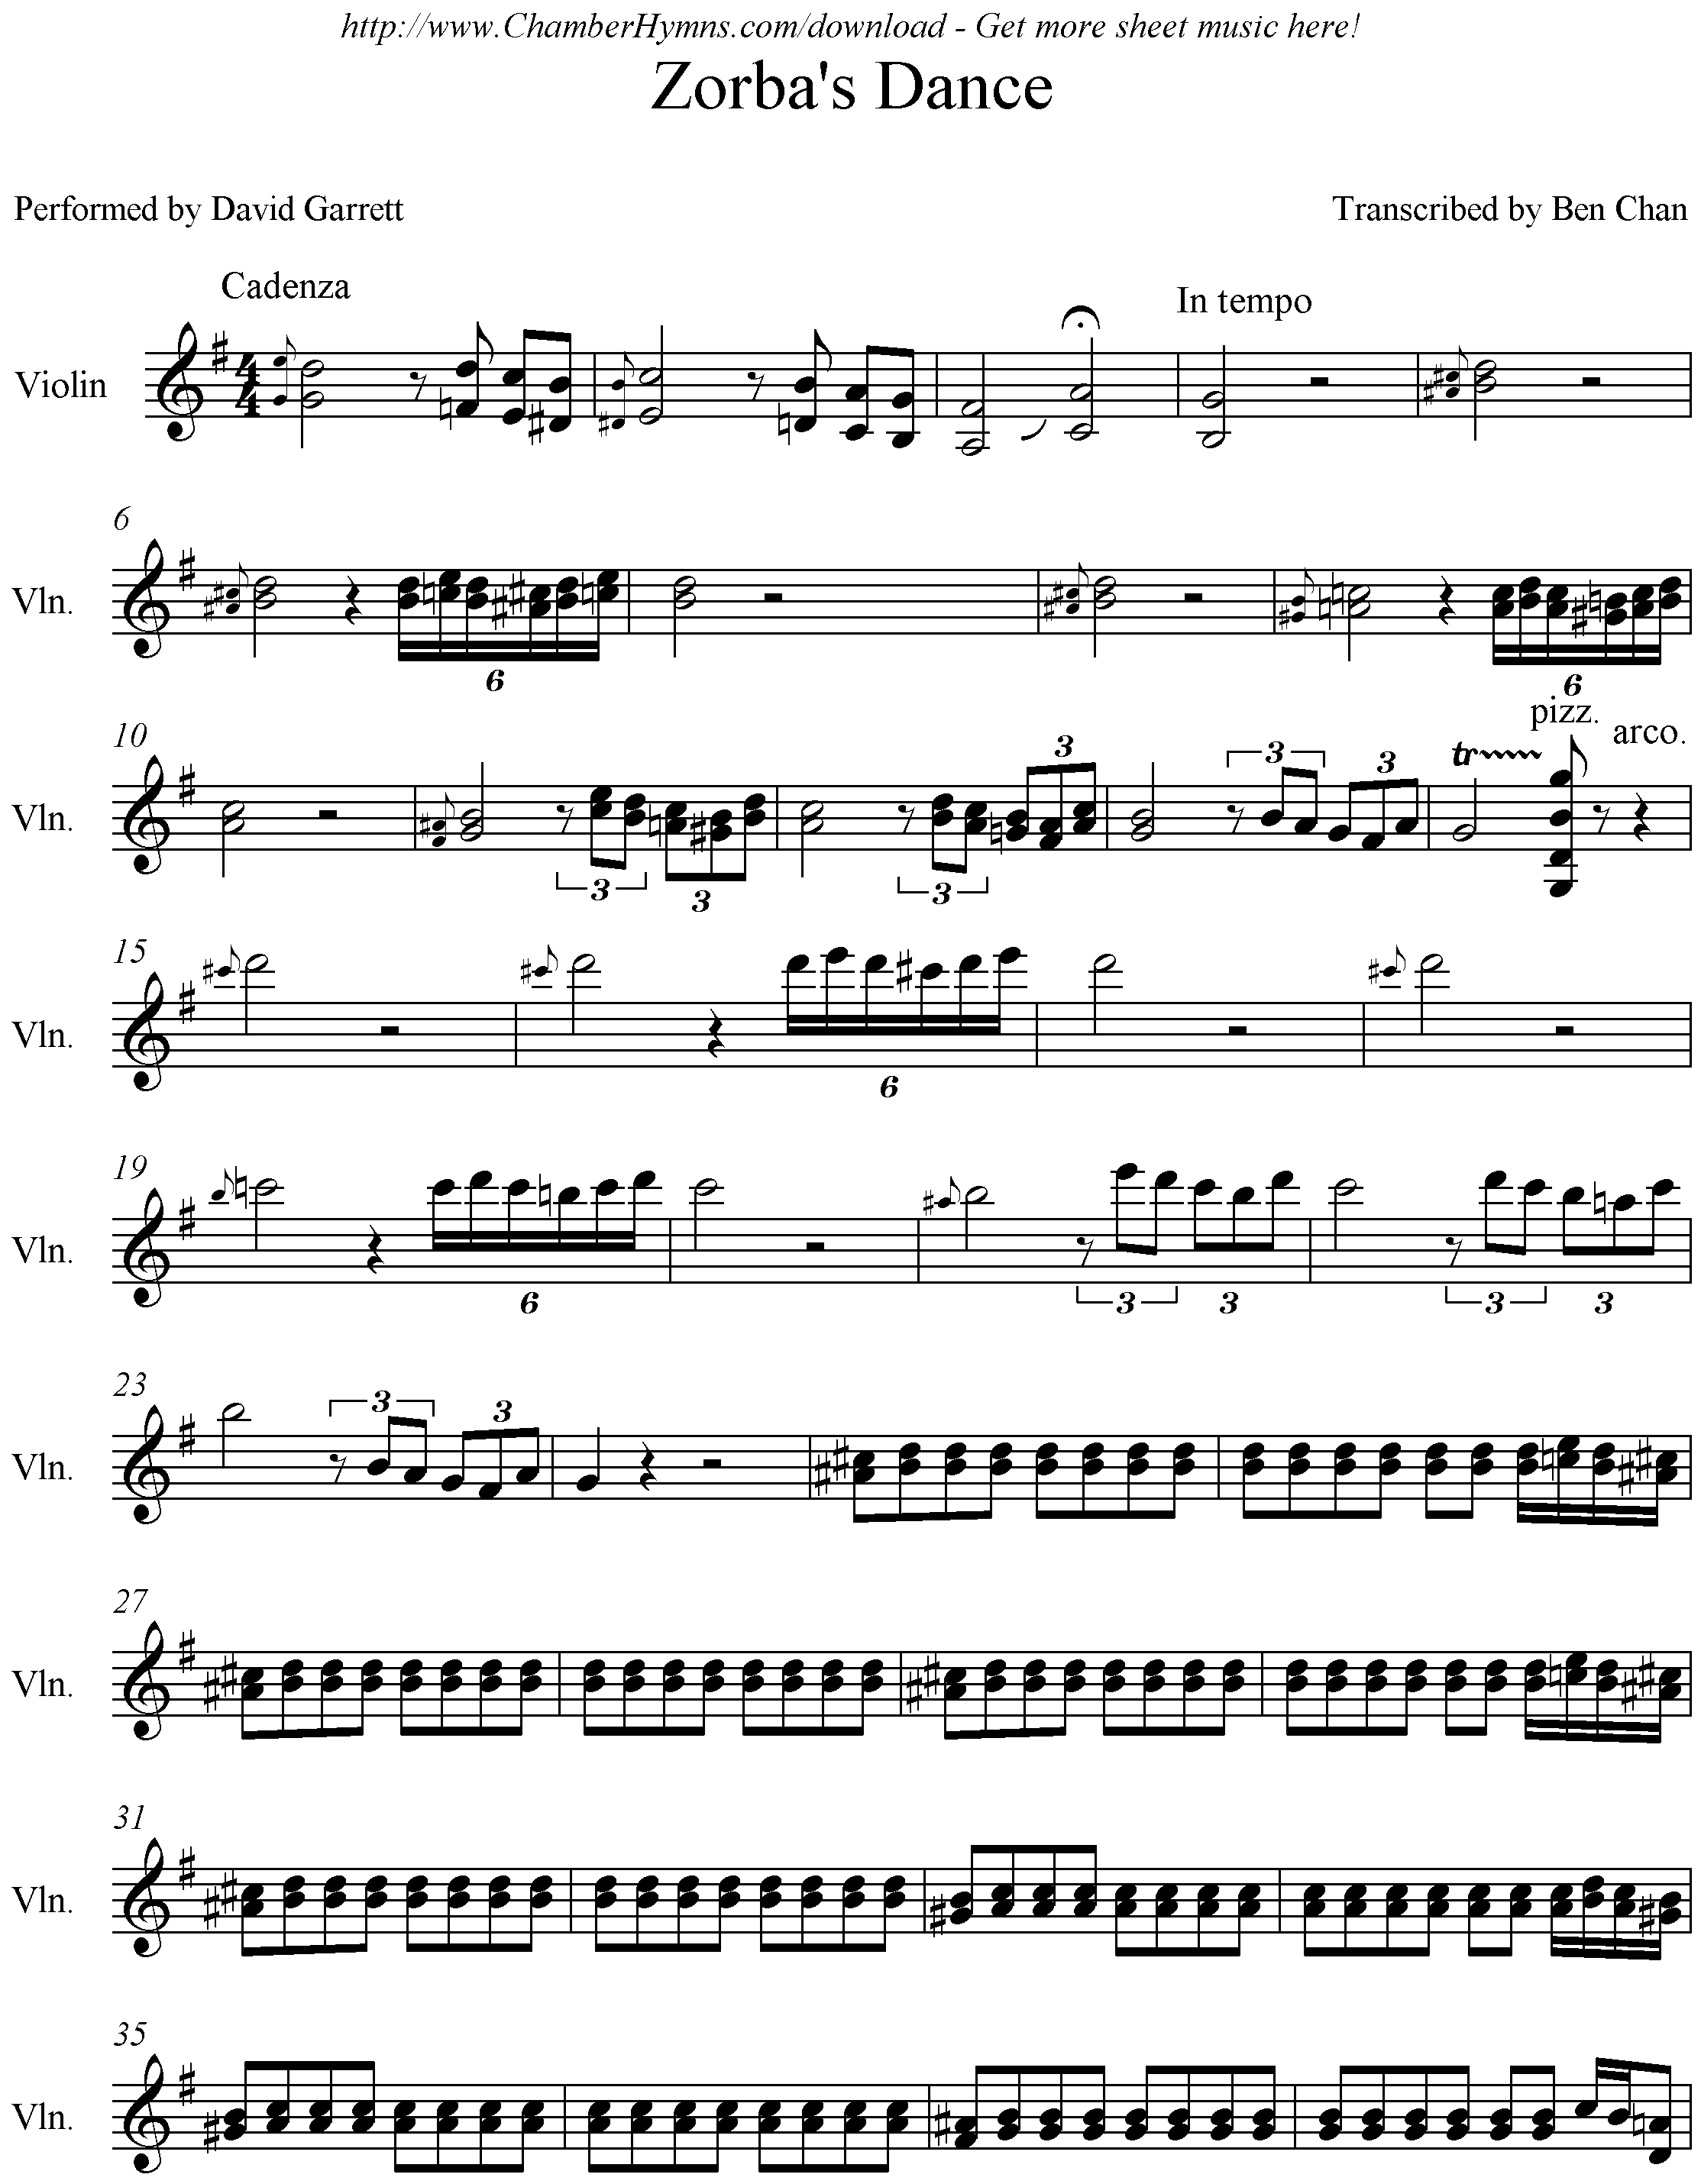 http://www.ChamberHymns.com/download - Get more sheet music here!
Zorba's Dance
Performed by David Garrett
Transcribed by Ben Chan
Cadenza
In tempo
Violin
4
4
6
Vln.
6
6
10
pizz.
arco.
Vln.
3
3
3
3
3
3
tr
15
Vln.
6
19
Vln.
6
3
3
3
3
23
Vln.
3
3
27
Vln.
31
Vln.
35
Vln.